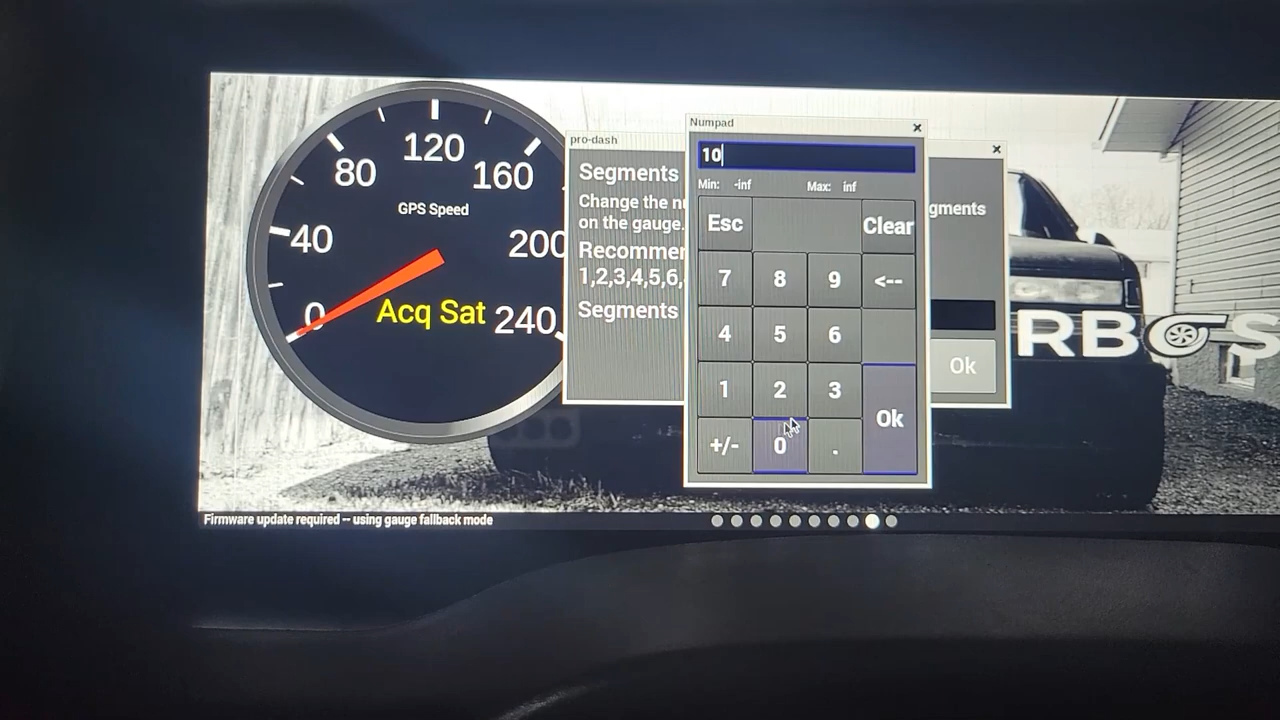 120
80
160
GPS Speed
40
200
0
Acq Sat
240
pro-dash
Segments
Change the
on the gauge.
1,2,3,4,5,6,
Segments
Ok
Numpad
10
Min: -inf Max: inf
Esc Clear
7 8 9 <--
4 5 6
1 2 3
Ok
+/- 0 .
RB
S
Firmware update required -- using gauge fallback mode